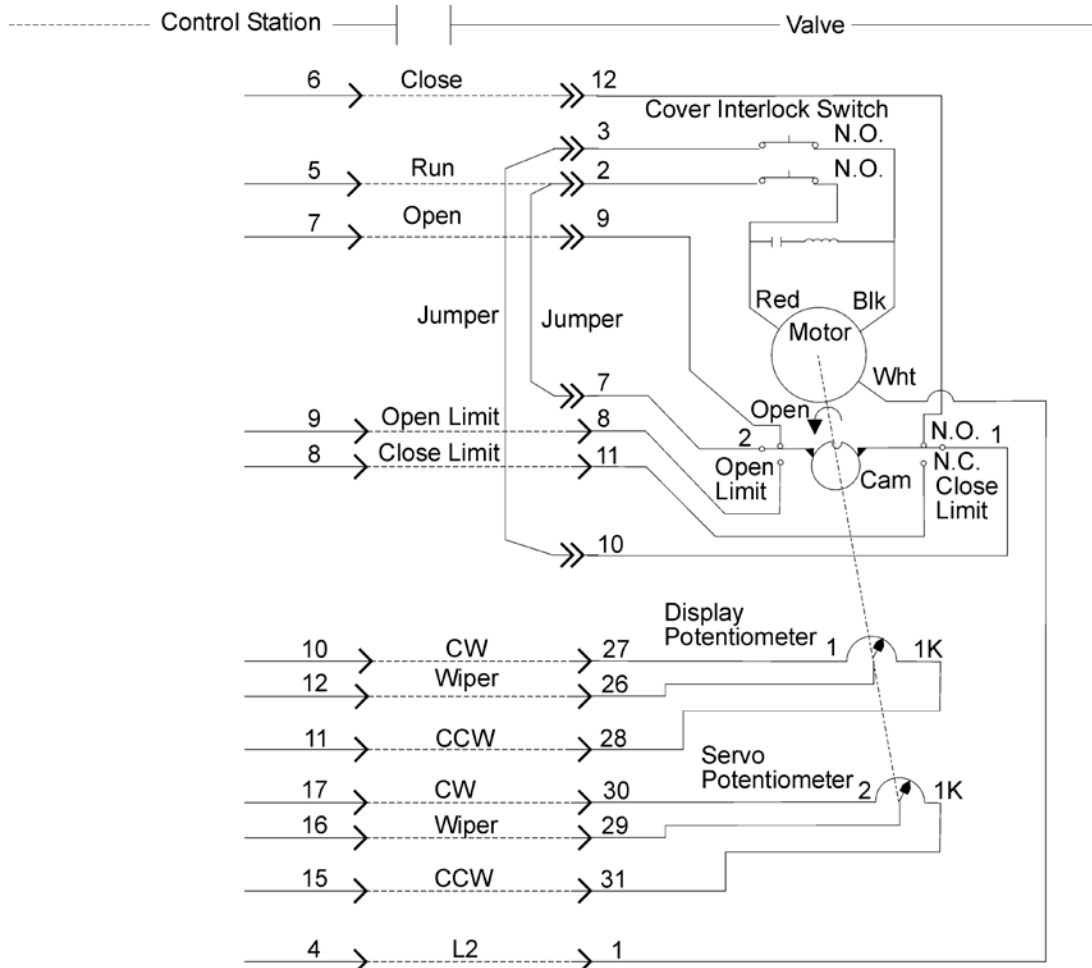 Control Station
Valve
6 Close 12
Cover Interlock Switch
3 N.O.
5 Run 2 N.O.
7 Open 9
Red Blk
Jumper Jumper Motor
Wht
7
Open
9 Open Limit 8 2 N.O. 1
8 Close Limit 11 Open Limit Cam N.C. Close Limit
10
Display
Potentiometer
10 CW 27 1 1K
12 Wiper 26
11 CCW 28
Servo
Potentiometer
17 CW 30 2 1K
16 Wiper 29
15 CCW 31
4 L2 1